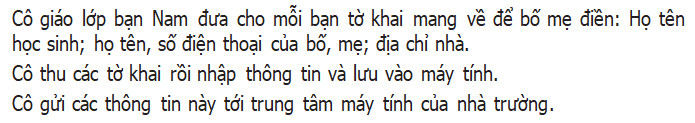 Cô giáo lớp bạn Nam đưa cho mỗi bạn tờ khai mang về để bố mẹ điền: Họ tên
học sinh; họ tên, số điện thoại của bố, mẹ; địa chỉ nhà.
Cô thu các tờ khai rồi nhập thông tin và lưu vào máy tính.
Cô gửi các thông tin này tới trung tâm máy tính của nhà trường.